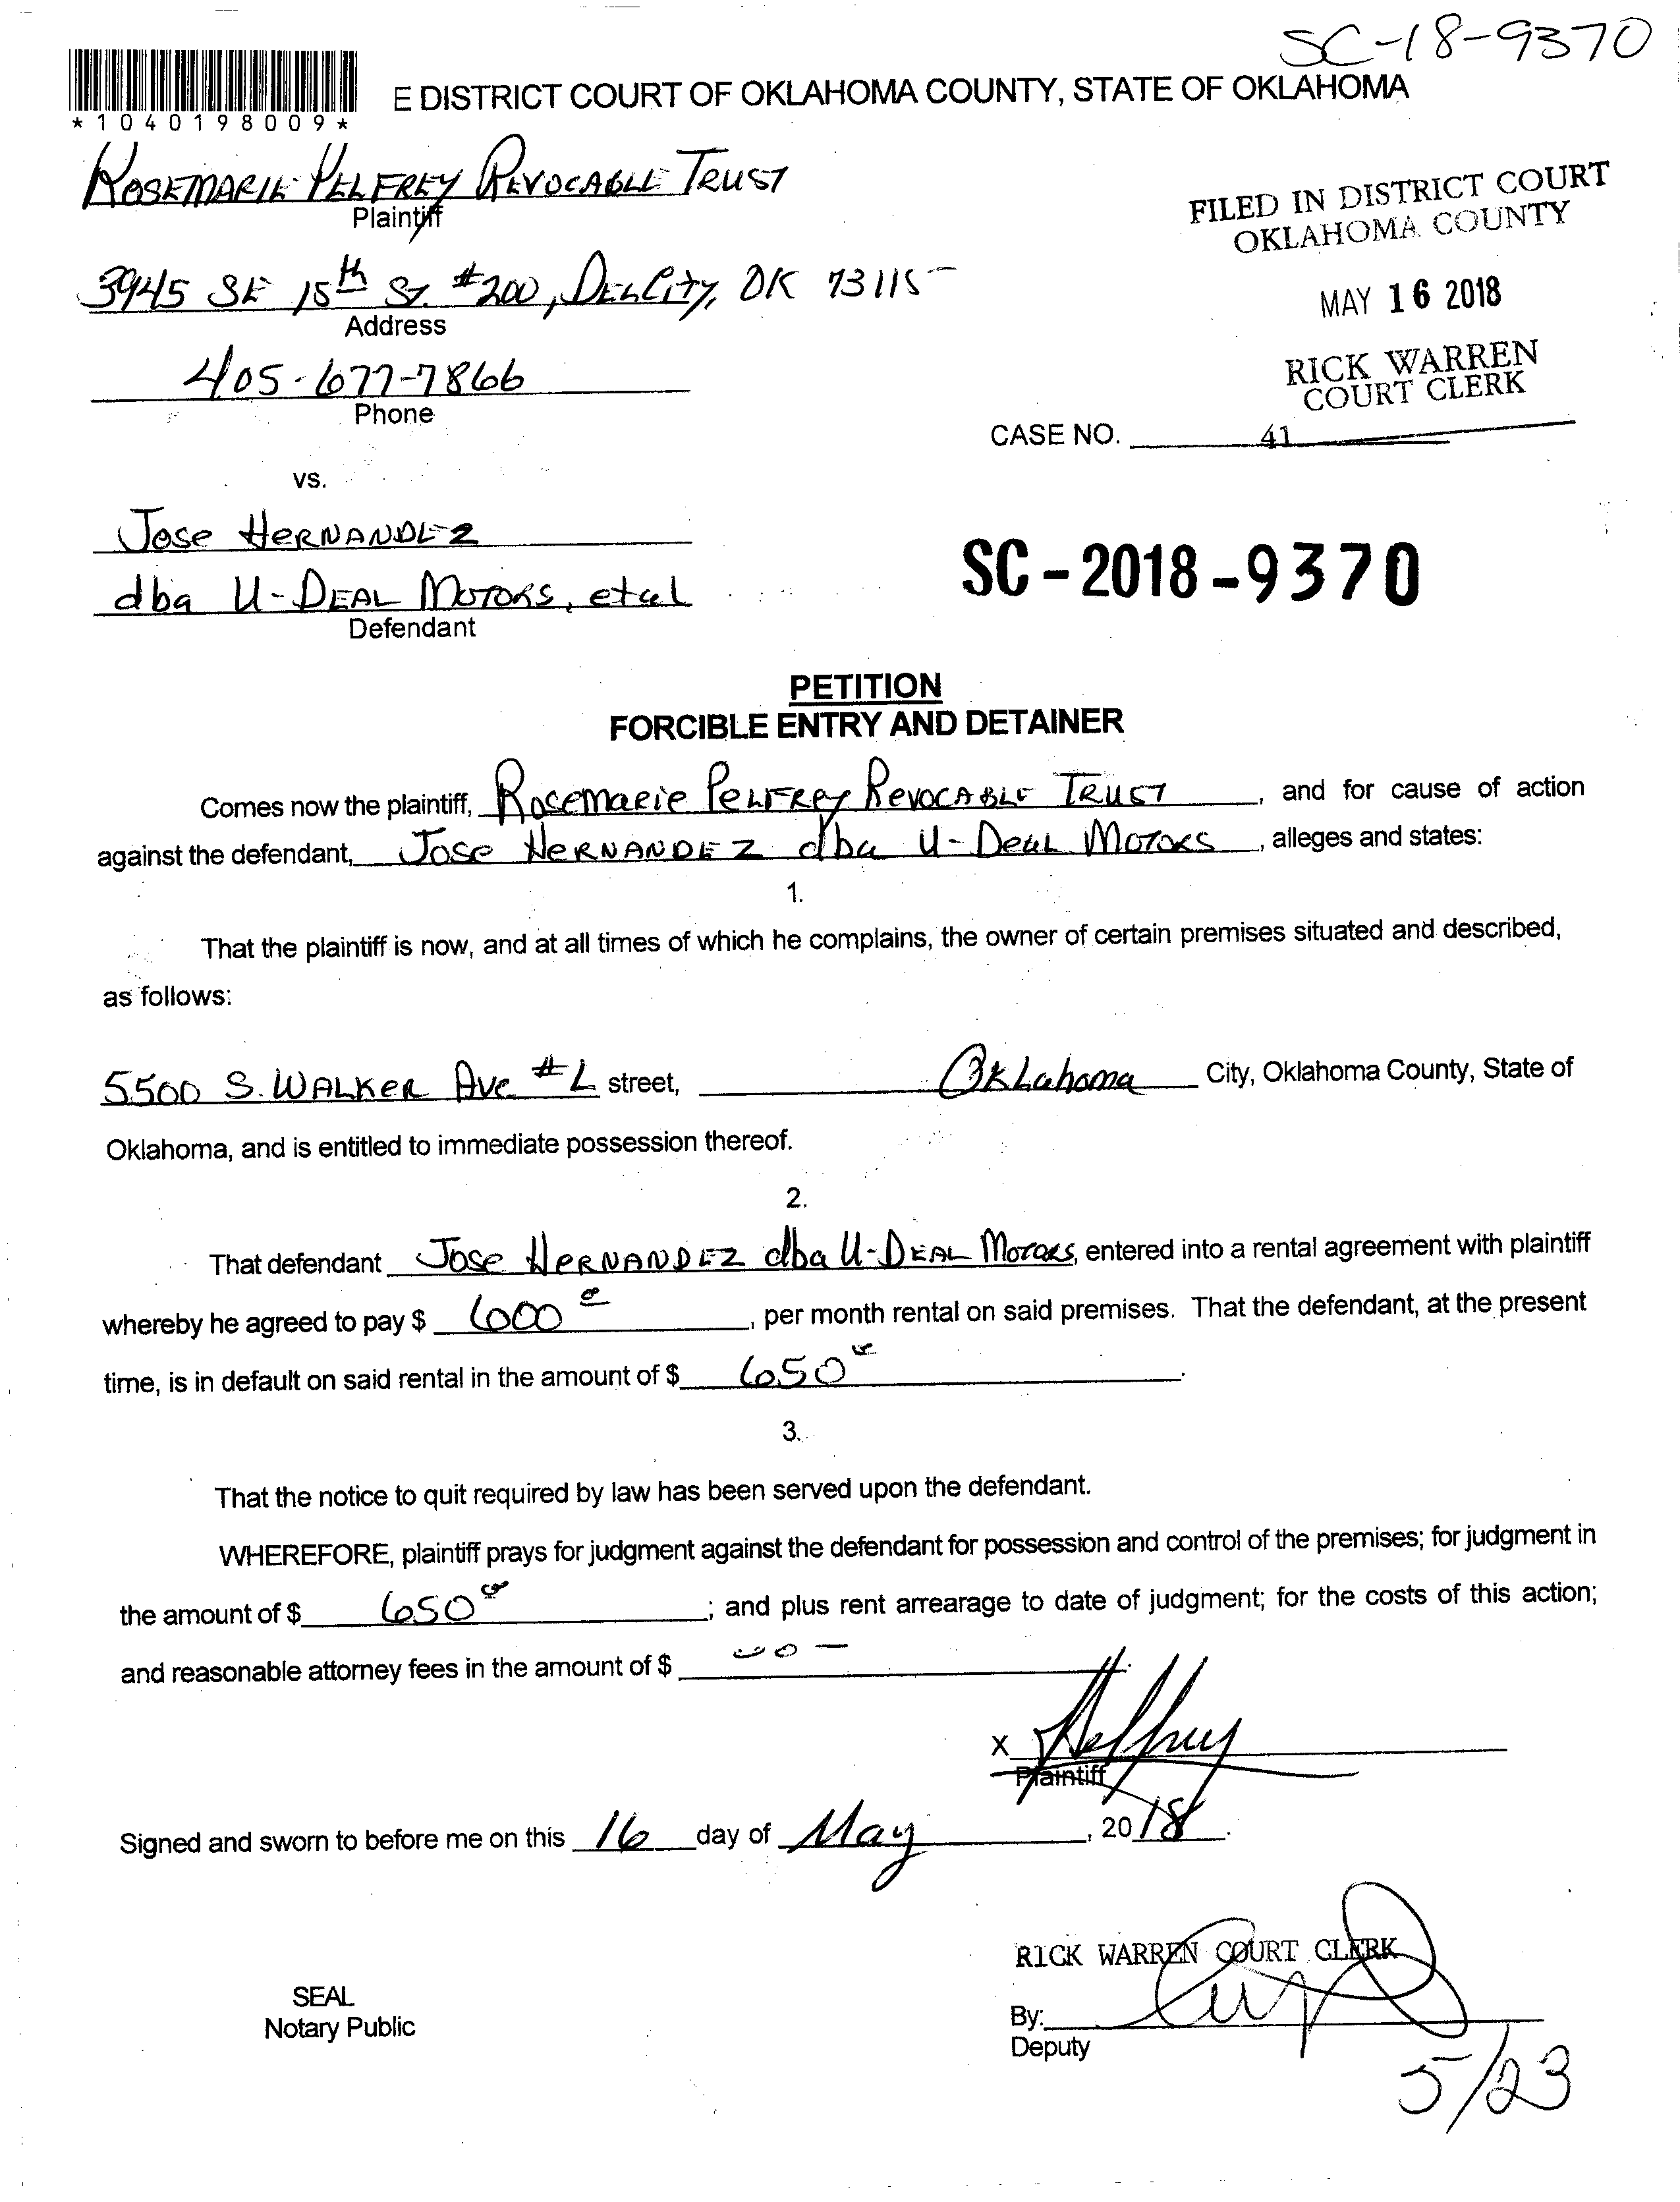 SC-18-9370
*1040198009*
E DISTRICT COURT OF OKLAHOMA COUNTY, STATE OF OKLAHOMA
ROSEMARIE PELFREY REVOCABLE TRUST
Plaintiff
FILED IN DISTRICT COURT
OKLAHOMA COUNTY
3945 SE 15th St. #200, DEL City, OK 73115
Address
MAY 16 2018
405-677-7866
Phone
RICK WARREN
COURT CLERK
CASE NO. 41
vs.
Jose HERNANDEZ
dba U-DEAL MOTORS, etal
Defendant
SC-2018-9370
PETITION
FORCIBLE ENTRY AND DETAINER
Comes now the plaintiff, Rosemarie Pelfrey Revocable Trust, and for cause of action
against the defendant, Jose HERNANDEZ dba U-Deal Motors, alleges and states:
1.
That the plaintiff is now, and at all times of which he complains, the owner of certain premises situated and described,
as follows:
5500 S. WALKER Ave #L street, Oklahoma City, Oklahoma County, State of
Oklahoma, and is entitled to immediate possession thereof.
2.
That defendant Jose HERNANDEZ dba U-DEAL Motors, entered into a rental agreement with plaintiff
whereby he agreed to pay $ 600, per month rental on said premises. That the defendant, at the present
time, is in default on said rental in the amount of $ 650.
3.
That the notice to quit required by law has been served upon the defendant.
WHEREFORE, plaintiff prays for judgment against the defendant for possession and control of the premises; for judgment in
the amount of $ 650; and plus rent arrearage to date of judgment; for the costs of this action;
and reasonable attorney fees in the amount of $ -0-.
X Pelfrey
Plaintiff
Signed and sworn to before me on this 16 day of May, 2018.
RICK WARREN COURT CLERK
SEAL
Notary Public
By:
Deputy
5/23